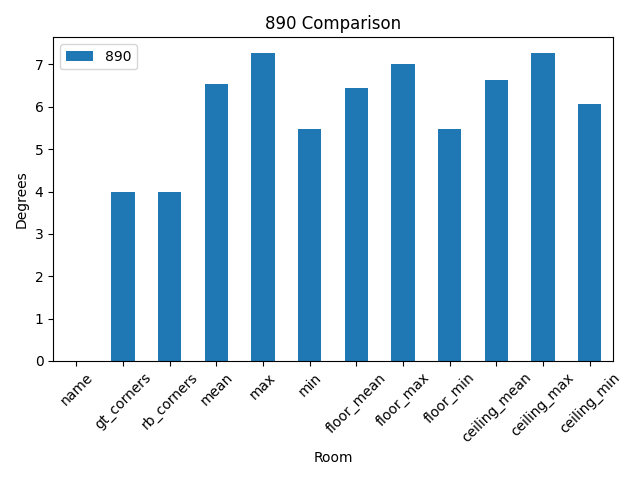 890 Comparison
890
Degrees
7
6
5
4
3
2
1
0
name
gt_corners
rb_corners
mean
max
min
floor_mean
floor_max
floor_min
ceiling_mean
ceiling_max
ceiling_min
Room